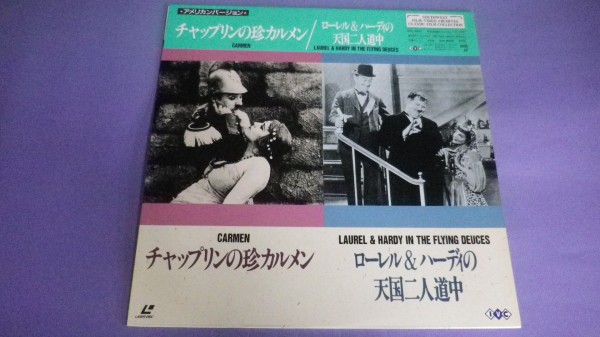 ★アメリカンバージョン★
チャップリンの珍カルメン/
CARMEN
ローレル&ハーディの
天国二人道中
LAUREL & HARDY IN THE FLYING DEUCES
CLASSIC FILM COLLECTION
CARMEN
チャップリンの珍カルメン
LAUREL & HARDY IN THE FLYING DEUCES
ローレル&ハーディの
天国二人道中
IVC